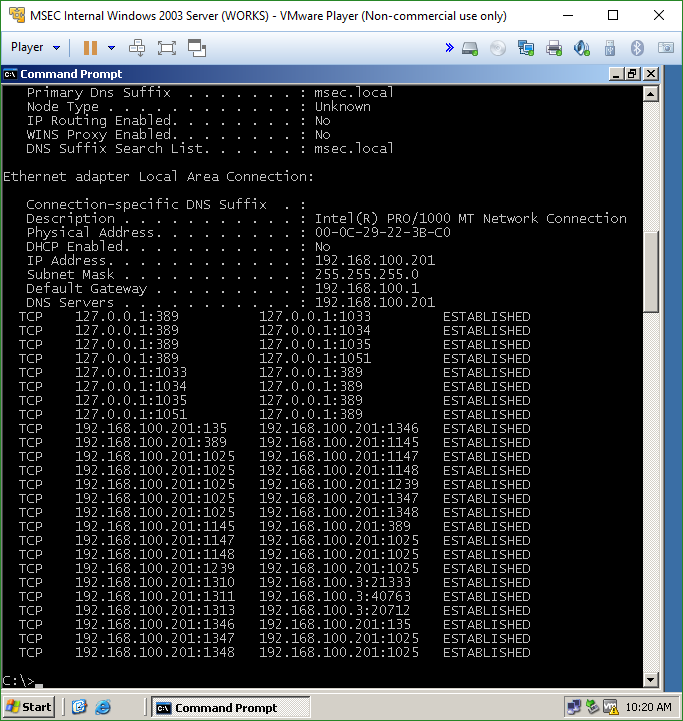 MSEC Internal Windows 2003 Server (WORKS) - VMware Player (Non-commercial use only)
Player
Command Prompt
Primary Dns Suffix . . . . . . . : msec.local
Node Type . . . . . . . . . . . . : Unknown
IP Routing Enabled. . . . . . . . : No
WINS Proxy Enabled. . . . . . . . : No
DNS Suffix Search List. . . . . . : msec.local
Ethernet adapter Local Area Connection:
Connection-specific DNS Suffix . :
Description . . . . . . . . . . . : Intel(R) PRO/1000 MT Network Connection
Physical Address. . . . . . . . . : 00-0C-29-22-3B-C0
DHCP Enabled. . . . . . . . . . . : No
IP Address. . . . . . . . . . . . : 192.168.100.201
Subnet Mask . . . . . . . . . . . : 255.255.255.0
Default Gateway . . . . . . . . . : 192.168.100.1
DNS Servers . . . . . . . . . . . : 192.168.100.201
TCP 127.0.0.1:389 127.0.0.1:1033 ESTABLISHED
TCP 127.0.0.1:389 127.0.0.1:1034 ESTABLISHED
TCP 127.0.0.1:389 127.0.0.1:1035 ESTABLISHED
TCP 127.0.0.1:389 127.0.0.1:1051 ESTABLISHED
TCP 127.0.0.1:1033 127.0.0.1:389 ESTABLISHED
TCP 127.0.0.1:1034 127.0.0.1:389 ESTABLISHED
TCP 127.0.0.1:1035 127.0.0.1:389 ESTABLISHED
TCP 127.0.0.1:1051 127.0.0.1:389 ESTABLISHED
TCP 192.168.100.201:135 192.168.100.201:1346 ESTABLISHED
TCP 192.168.100.201:389 192.168.100.201:1145 ESTABLISHED
TCP 192.168.100.201:1025 192.168.100.201:1147 ESTABLISHED
TCP 192.168.100.201:1025 192.168.100.201:1148 ESTABLISHED
TCP 192.168.100.201:1025 192.168.100.201:1239 ESTABLISHED
TCP 192.168.100.201:1025 192.168.100.201:1347 ESTABLISHED
TCP 192.168.100.201:1025 192.168.100.201:1348 ESTABLISHED
TCP 192.168.100.201:1145 192.168.100.201:389 ESTABLISHED
TCP 192.168.100.201:1147 192.168.100.201:1025 ESTABLISHED
TCP 192.168.100.201:1148 192.168.100.201:1025 ESTABLISHED
TCP 192.168.100.201:1239 192.168.100.201:1025 ESTABLISHED
TCP 192.168.100.201:1310 192.168.100.3:21333 ESTABLISHED
TCP 192.168.100.201:1311 192.168.100.3:40763 ESTABLISHED
TCP 192.168.100.201:1313 192.168.100.3:20712 ESTABLISHED
TCP 192.168.100.201:1346 192.168.100.201:135 ESTABLISHED
TCP 192.168.100.201:1347 192.168.100.201:1025 ESTABLISHED
TCP 192.168.100.201:1348 192.168.100.201:1025 ESTABLISHED
C:\>_
Start Command Prompt 10:20 AM